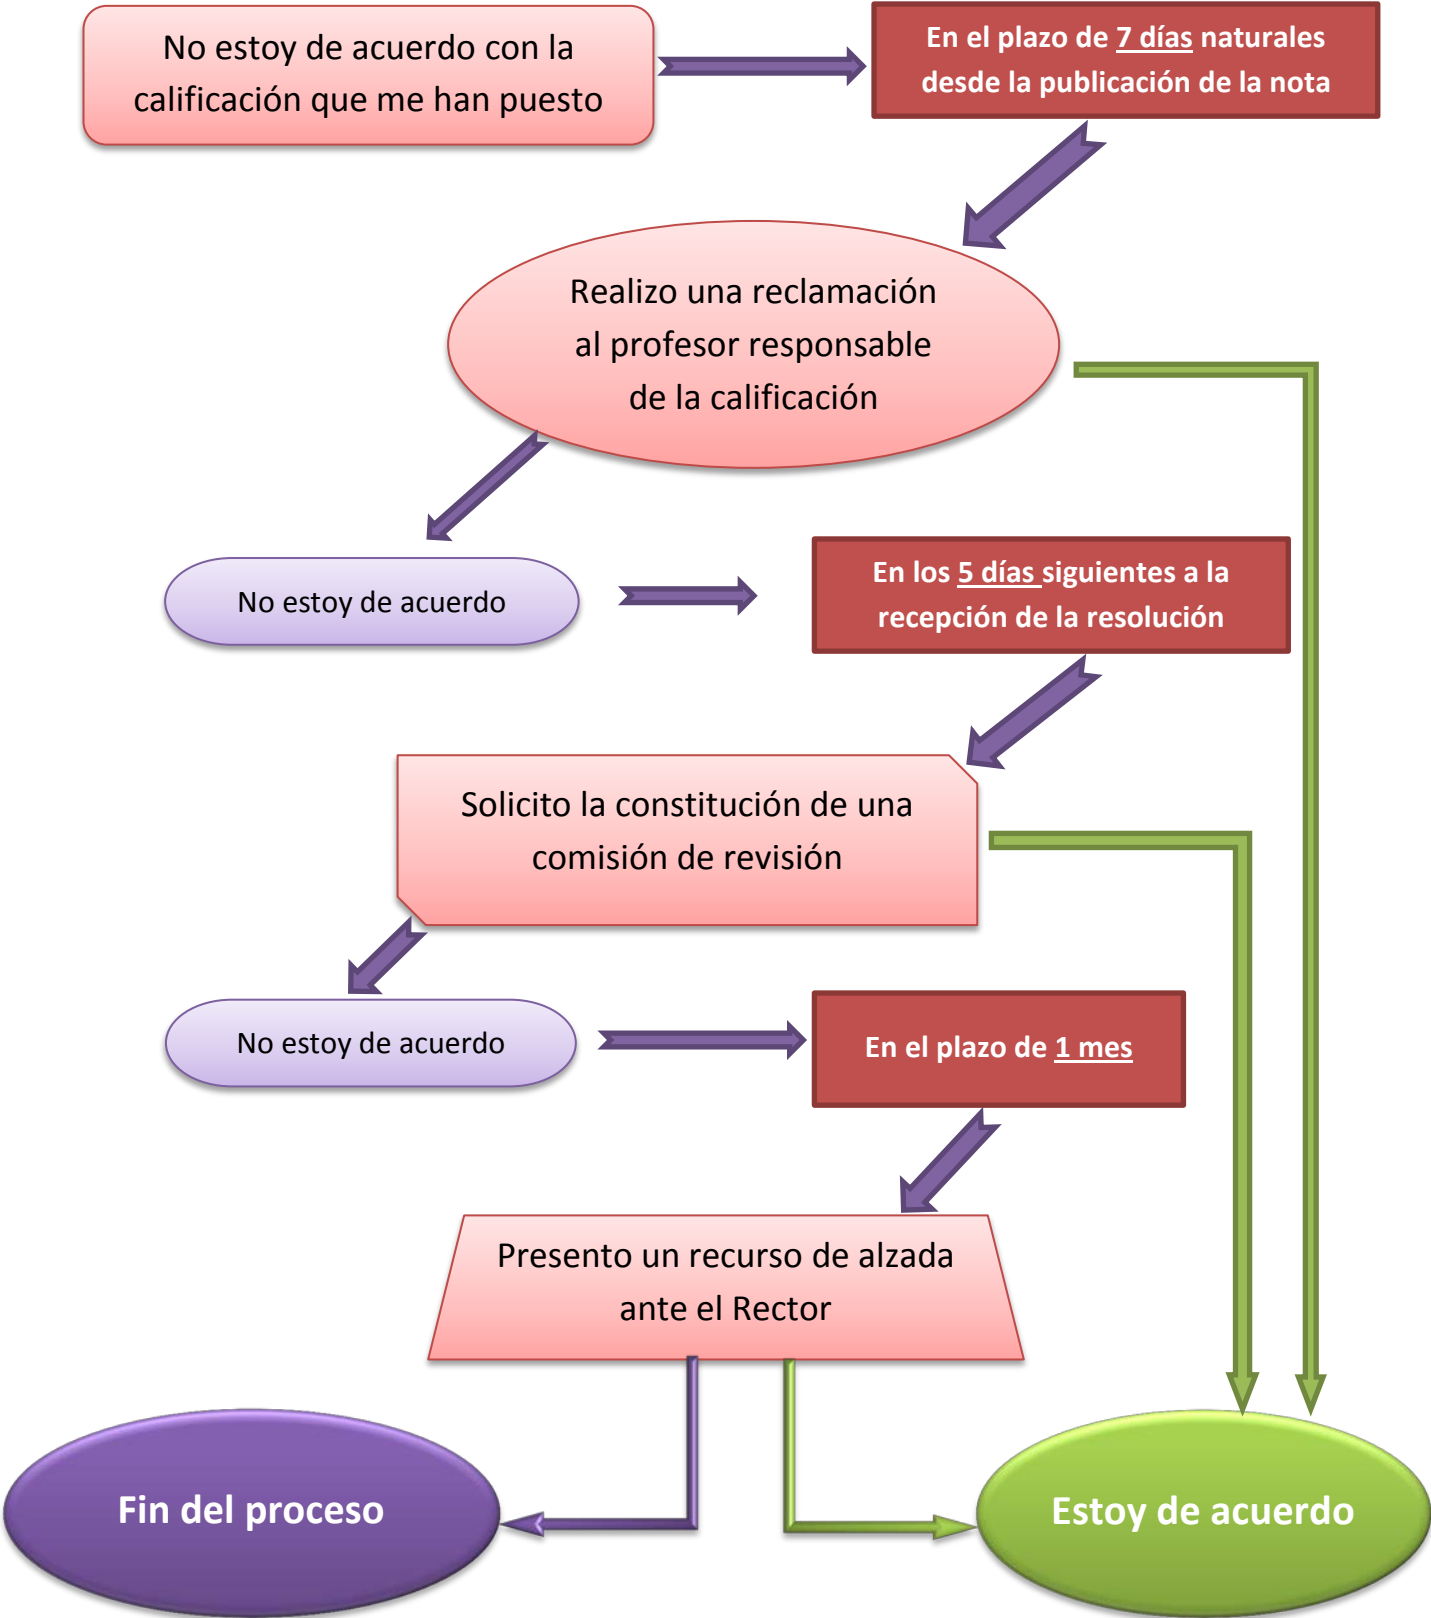 No estoy de acuerdo con la
calificación que me han puesto
En el plazo de 7 días naturales
desde la publicación de la nota
Realizo una reclamación
al profesor responsable
de la calificación
No estoy de acuerdo
En los 5 días siguientes a la
recepción de la resolución
Solicito la constitución de una
comisión de revisión
No estoy de acuerdo
En el plazo de 1 mes
Presento un recurso de alzada
ante el Rector
Fin del proceso
Estoy de acuerdo